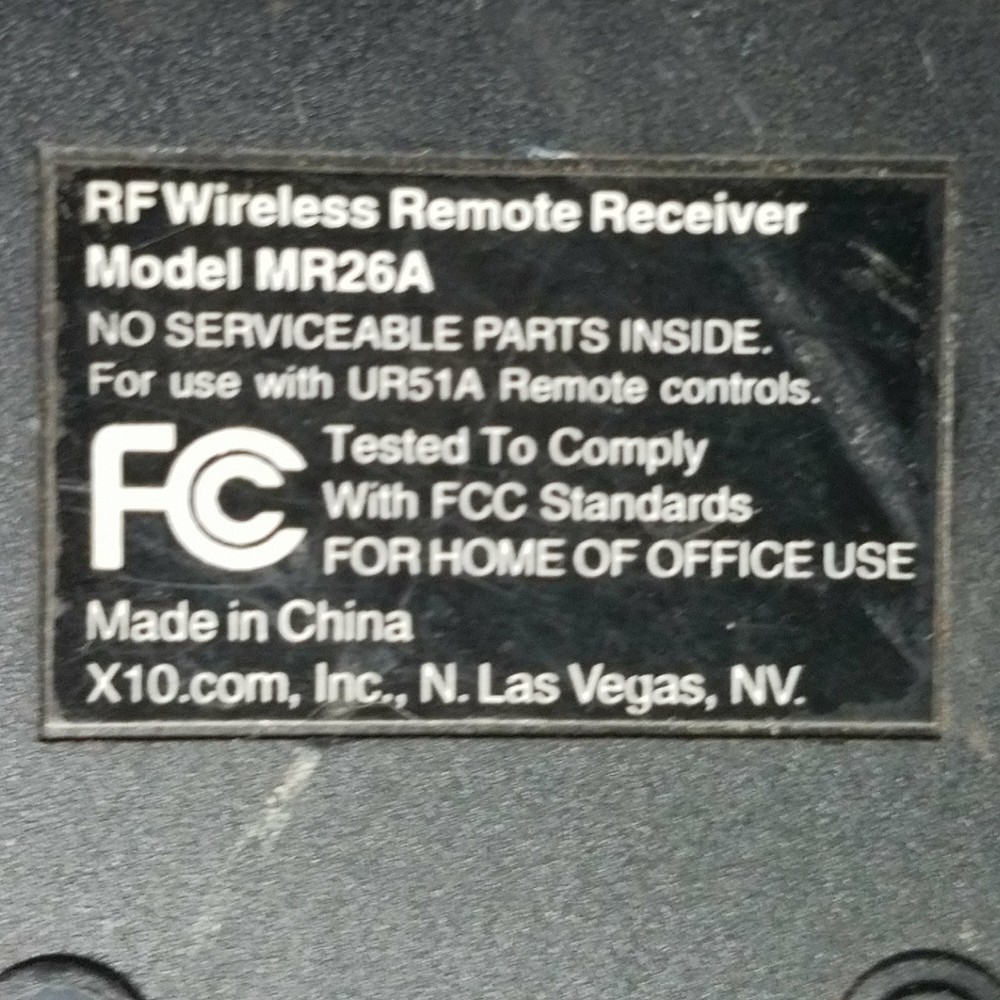 RF Wireless Remote Receiver
Model MR26A
NO SERVICEABLE PARTS INSIDE.
For use with UR51A Remote controls.
FC Tested To Comply
With FCC Standards
FOR HOME OF OFFICE USE
Made in China
X10.com, Inc., N. Las Vegas, NV.